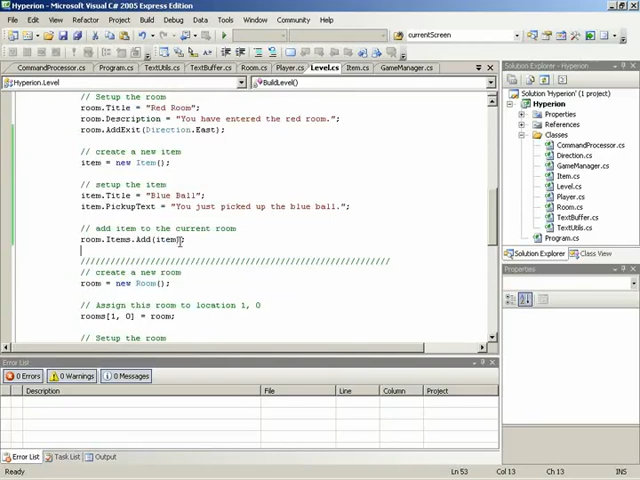 Hyperion - Microsoft Visual C# 2005 Express Edition
File Edit View Refactor Project Build Debug Data Tools Window Community Help
currentScreen
CommandProcessor.cs Program.cs TextUtils.cs TextBuffer.cs Room.cs Player.cs Level.cs Item.cs GameManager.cs
Hyperion.Level BuildLevel()
// Setup the room
room.Title = "Red Room";
room.Description = "You have entered the red room.";
room.AddExit(Direction.East);
// create a new item
item = new Item();
// setup the item
item.Title = "Blue Ball";
item.PickupText = "You just picked up the blue ball.";
// add item to the current room
room.Items.Add(item);
//////////////////////////////////////////////////////////////
// create a new room
room = new Room();
// Assign this room to location 1, 0
rooms[1, 0] = room;
// Setup the room
Solution Explorer - Hyperion
Solution 'Hyperion' (1 project)
Hyperion
Properties
References
Classes
CommandProcessor.cs
Direction.cs
GameManager.cs
Item.cs
Level.cs
Player.cs
Room.cs
TextBuffer.cs
TextUtils.cs
Solution Explorer Class View
Properties
Error List
0 Errors 0 Warnings 0 Messages
Description File Line Column Project
Error List Task List Output
Ready Ln 53 Col 13 Ch 13 INS